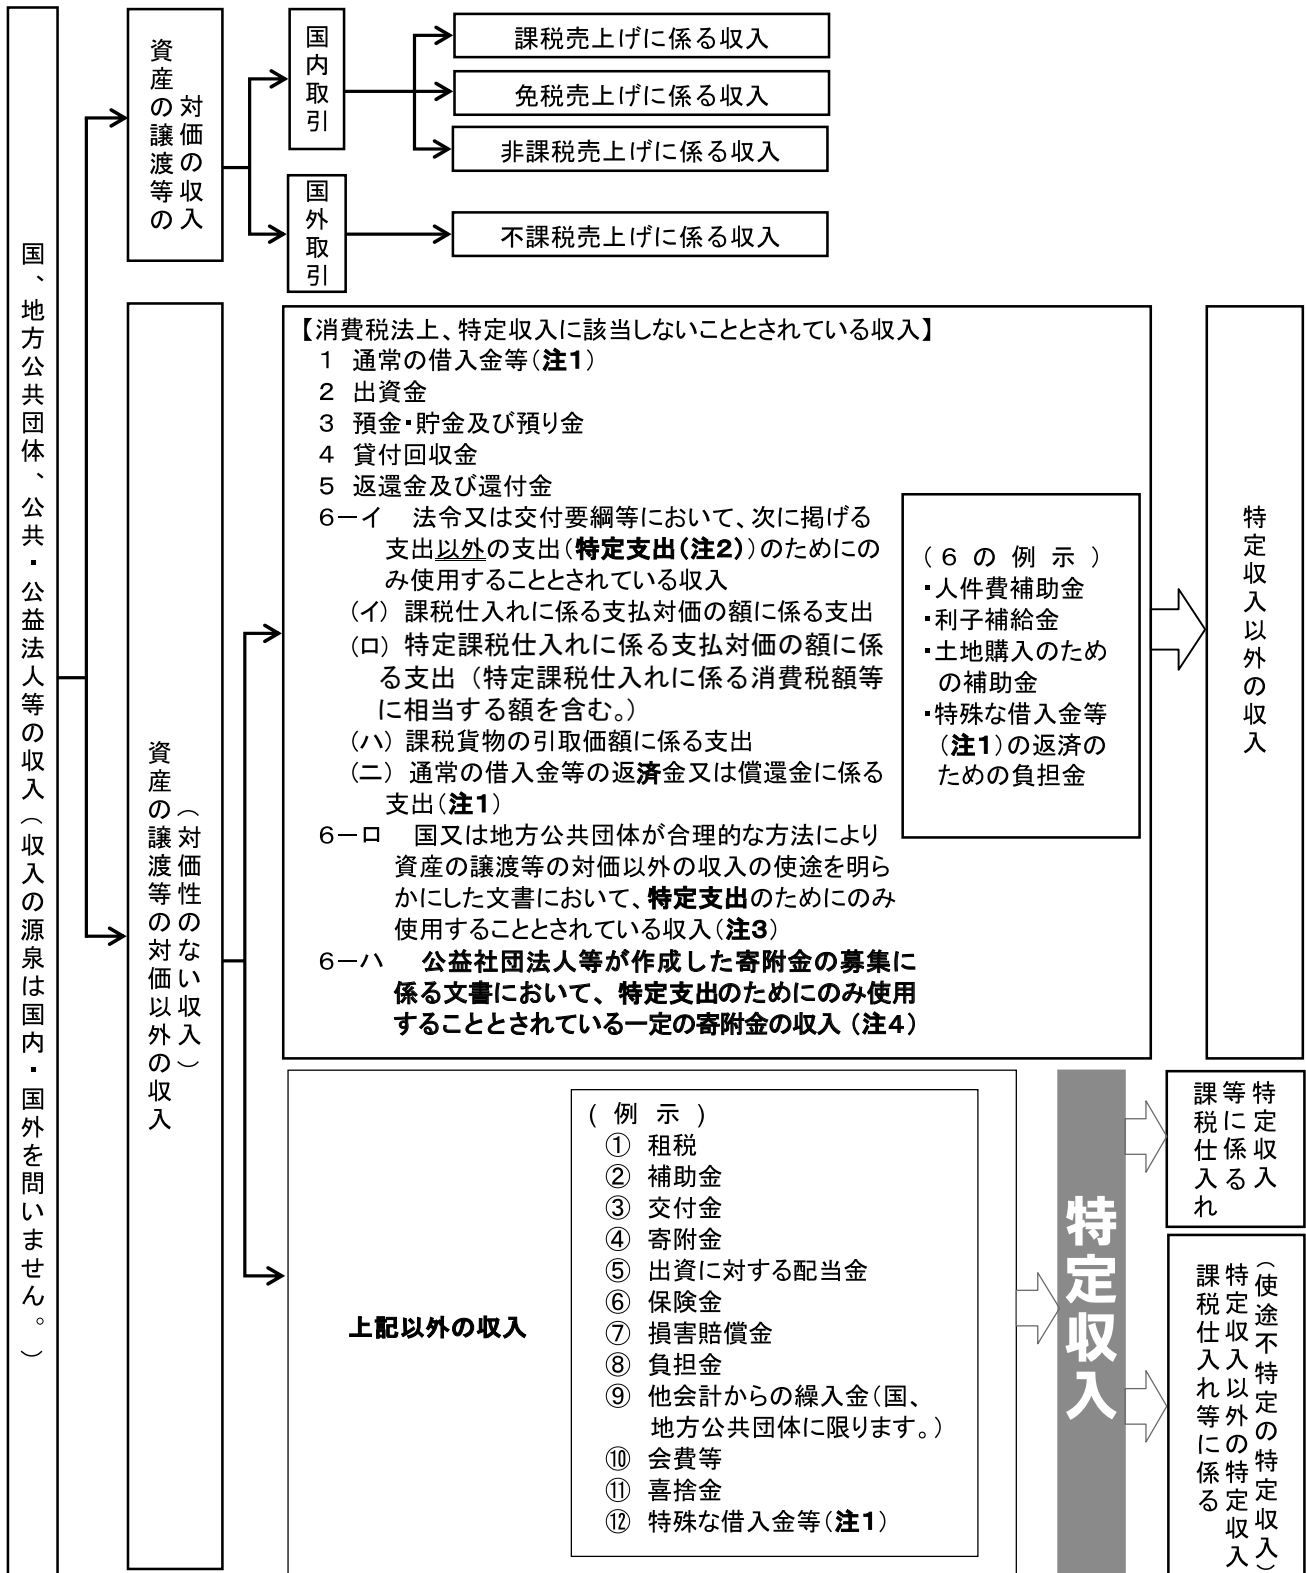 国、地方公共団体、公共・公益法人等の収入（収入の源泉は国内・国外を問いません。）
資産の譲渡等の
対価の収入
国内取引
課税売上げに係る収入
免税売上げに係る収入
非課税売上げに係る収入
国外取引
不課税売上げに係る収入
資産の譲渡等の対価以外の収入
（対価性のない収入）
【消費税法上、特定収入に該当しないこととされている収入】
１ 通常の借入金等（注１）
２ 出資金
３ 預金・貯金及び預り金
４ 貸付回収金
５ 返還金及び還付金
６－イ 法令又は交付要綱等において、次に掲げる
支出以外の支出（特定支出（注２））のためにの
み使用することとされている収入
（イ）課税仕入れに係る支払対価の額に係る支出
（ロ）特定課税仕入れに係る支払対価の額に係
る支出（特定課税仕入れに係る消費税額等
に相当する額を含む。）
（ハ）課税貨物の引取価額に係る支出
（ニ）通常の借入金等の返済金又は償還金に係る
支出（注１）
６－ロ 国又は地方公共団体が合理的な方法により
資産の譲渡等の対価以外の収入の使途を明ら
かにした文書において、特定支出のためにのみ
使用することとされている収入（注３）
６－ハ 公益社団法人等が作成した寄附金の募集に
係る文書において、特定支出のためにのみ使用
することとされている一定の寄附金の収入（注４）
（６の例示）
・人件費補助金
・利子補給金
・土地購入のため
の補助金
・特殊な借入金等
（注１）の返済の
ための負担金
特定収入以外の収入
上記以外の収入
(例示)
① 租税
② 補助金
③ 交付金
④ 寄附金
⑤ 出資に対する配当金
⑥ 保険金
⑦ 損害賠償金
⑧ 負担金
⑨ 他会計からの繰入金（国、
地方公共団体に限ります。）
⑩ 会費等
⑪ 喜捨金
⑫ 特殊な借入金等（注１）
特定収入
課税仕入れ
等に係る
特定収入
課税仕入れ等に係る
特定収入以外の特定収入
（使途不特定の特定収入）